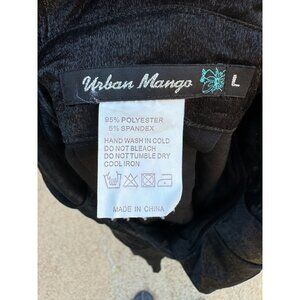 Urban Mango L
95% POLYESTER
5% SPANDEX
HAND WASH IN COLD
DO NOT BLEACH
DO NOT TUMBLE DRY
COOL IRON
MADE IN CHINA